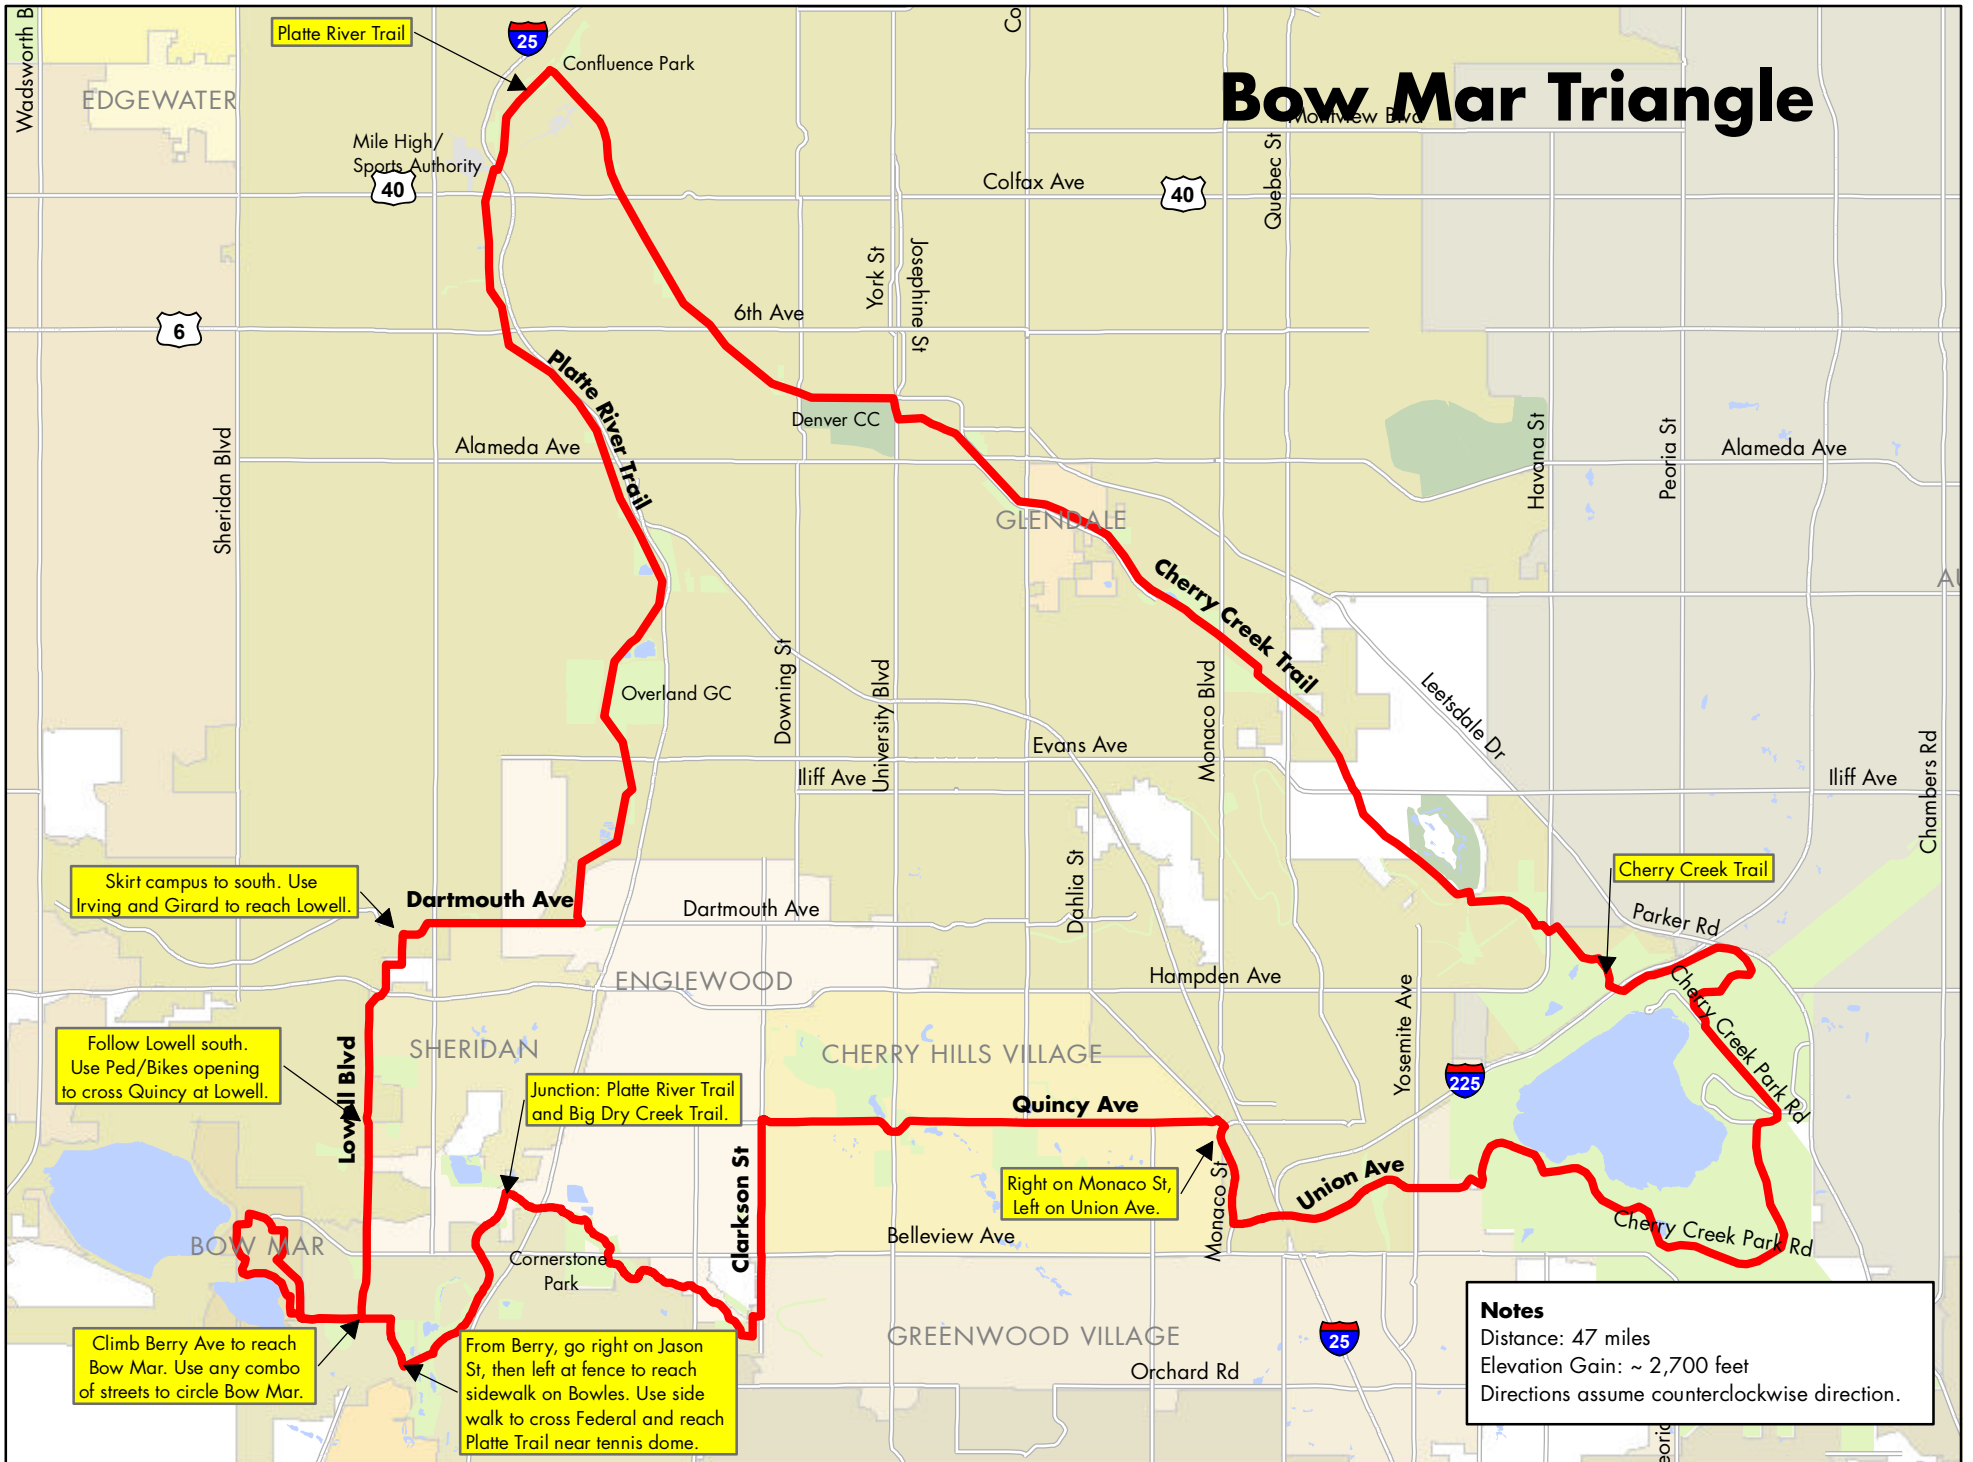 Wadsworth B
Platte River Trail
25
Confluence Park
Co
Bow Mar Triangle
EDGEWATER
Montview Blvd
Mile High/
Sports Authority
40
Colfax Ave
40
Quebec St
6
6th Ave
York St
Josephine St
Platte River Trail
Denver CC
Sheridan Blvd
Alameda Ave
Havana St
Peoria St
Alameda Ave
GLENDALE
Cherry Creek Trail
AU
Overland GC
Downing St
University Blvd
Monaco Blvd
Leetsdale Dr
Evans Ave
Iliff Ave
Iliff Ave
Chambers Rd
Skirt campus to south. Use
Irving and Girard to reach Lowell.
Dartmouth Ave
Dartmouth Ave
Dahlia St
Cherry Creek Trail
Parker Rd
ENGLEWOOD
Hampden Ave
Yosemite Ave
Cherry Creek Park Rd
Follow Lowell south.
Use Ped/Bikes opening
to cross Quincy at Lowell.
Lowell Blvd
SHERIDAN
CHERRY HILLS VILLAGE
225
Junction: Platte River Trail
and Big Dry Creek Trail.
Quincy Ave
Clarkson St
Right on Monaco St,
Left on Union Ave.
Monaco St
Union Ave
BOW MAR
Belleview Ave
Cherry Creek Park Rd
Cornerstone
Park
Climb Berry Ave to reach
Bow Mar. Use any combo
of streets to circle Bow Mar.
From Berry, go right on Jason
St, then left at fence to reach
sidewalk on Bowles. Use side
walk to cross Federal and reach
Platte Trail near tennis dome.
GREENWOOD VILLAGE
25
Orchard Rd
Notes
Distance: 47 miles
Elevation Gain: ~ 2,700 feet
Directions assume counterclockwise direction.
eoria